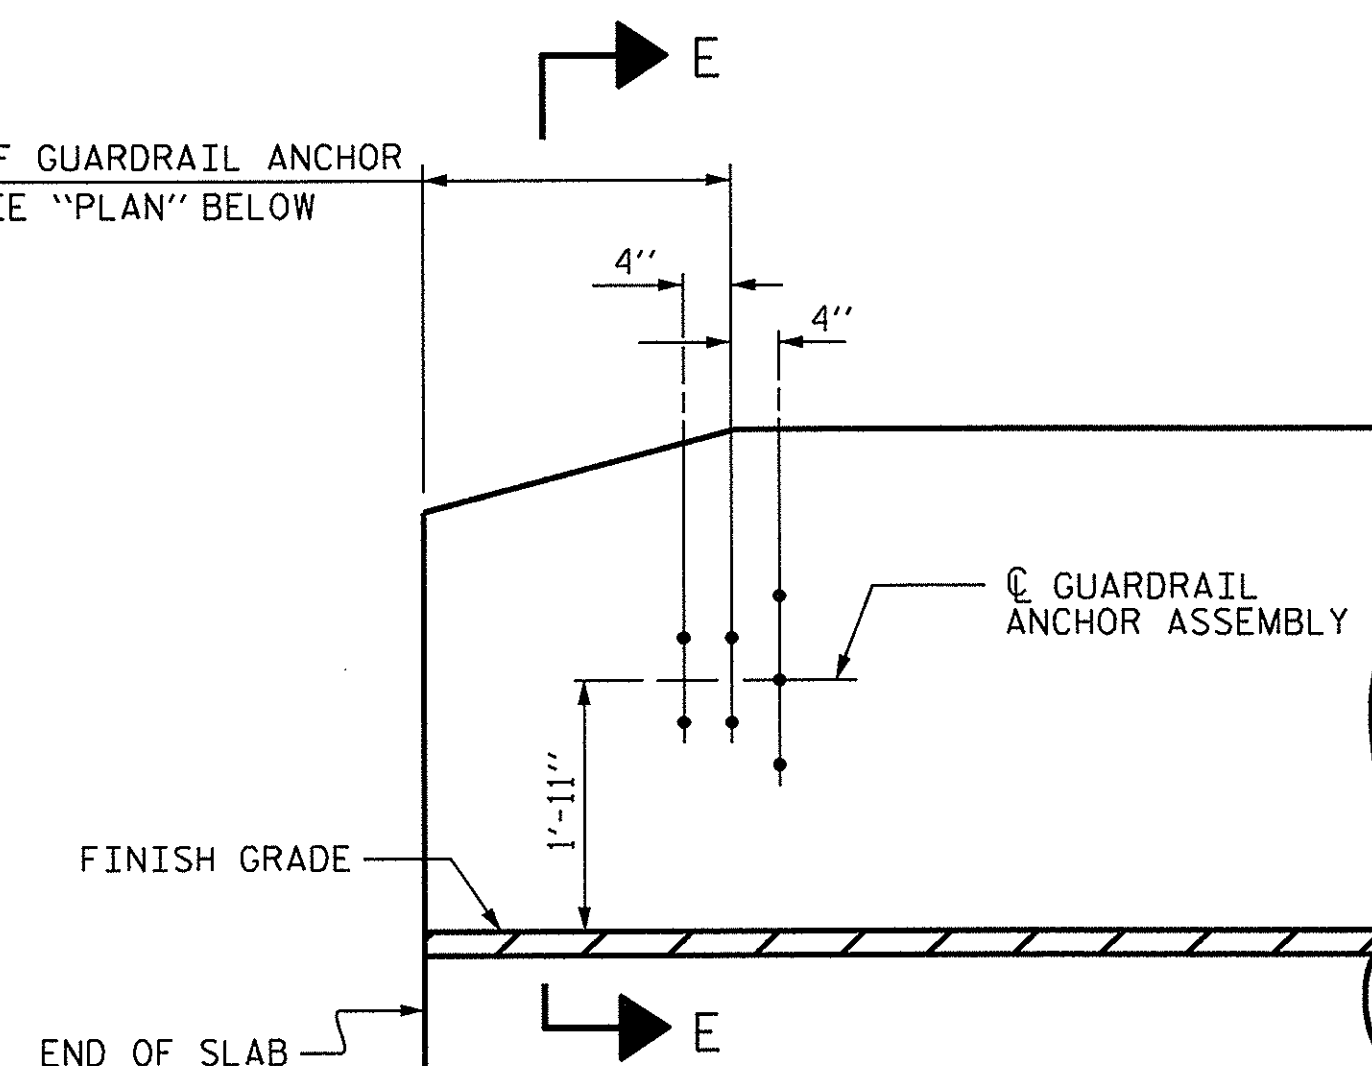 E
GUARDRAIL ANCHOR
"PLAN" BELOW
4"
4"
℄ GUARDRAIL
ANCHOR ASSEMBLY
1'-11"
FINISH GRADE
E
END OF SLAB